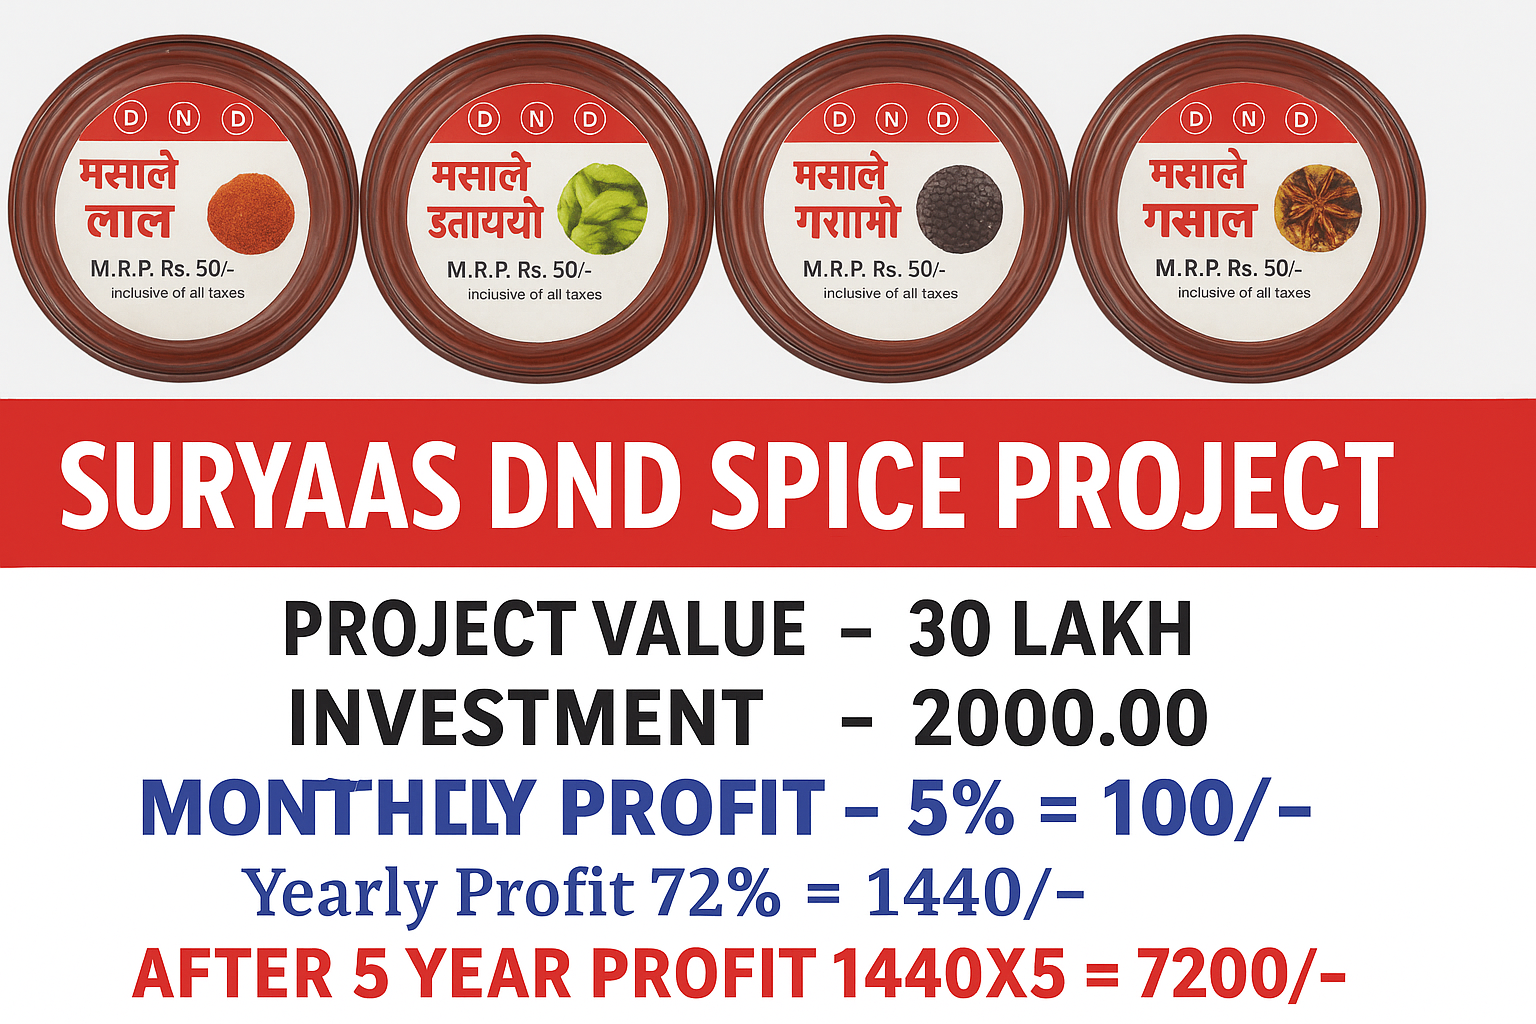 D N D
मसाले
लाल
M.R.P. Rs. 50/-
inclusive of all taxes
D N D
मसाले
डताययो
M.R.P. Rs. 50/-
inclusive of all taxes
D N D
मसाले
गराामो
M.R.P. Rs. 50/-
inclusive of all taxes
D N D
मसाले
गसाल
M.R.P. Rs. 50/-
inclusive of all taxes
SURYAAS DND SPICE PROJECT
PROJECT VALUE – 30 LAKH
INVESTMENT – 2000.00
PROFIT – 5% = 100/–
Yearly Profit 72% = 1440/–
AFTER 5 YEAR PROFIT 1440X5 = 7200/–